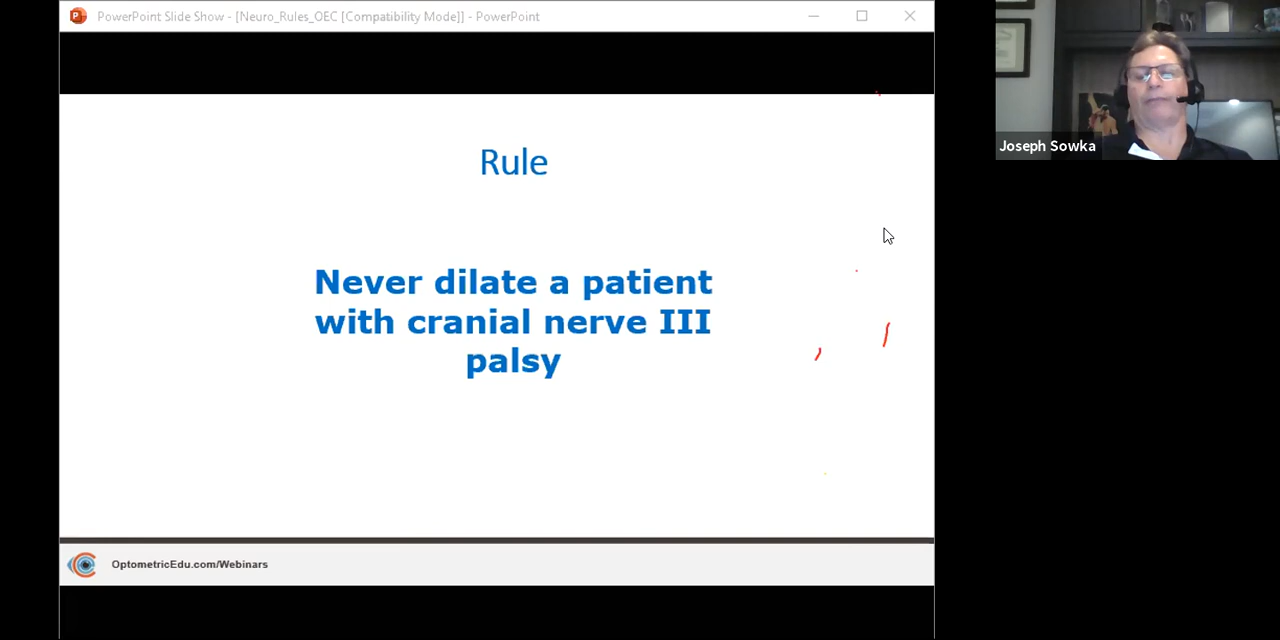 PowerPoint Slide Show - [Neuro_Rules_OEC [Compatibility Mode]] - PowerPoint
Joseph Sowka
Rule
Never dilate a patient
with cranial nerve III
palsy
OptometricEdu.com/Webinars